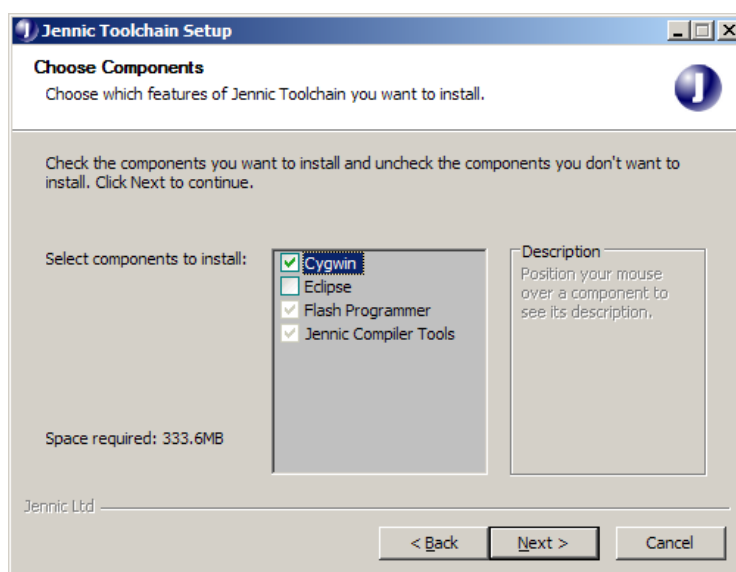 Jennic Toolchain Setup
Choose Components
Choose which features of Jennic Toolchain you want to install.
J
Check the components you want to install and uncheck the components you don't want to
install. Click Next to continue.
Select components to install:
Cygwin
Eclipse
Flash Programmer
Jennic Compiler Tools
Description
Position your mouse
over a component to
see its description.
Space required: 333.6MB
Jennic Ltd
< Back
Next >
Cancel